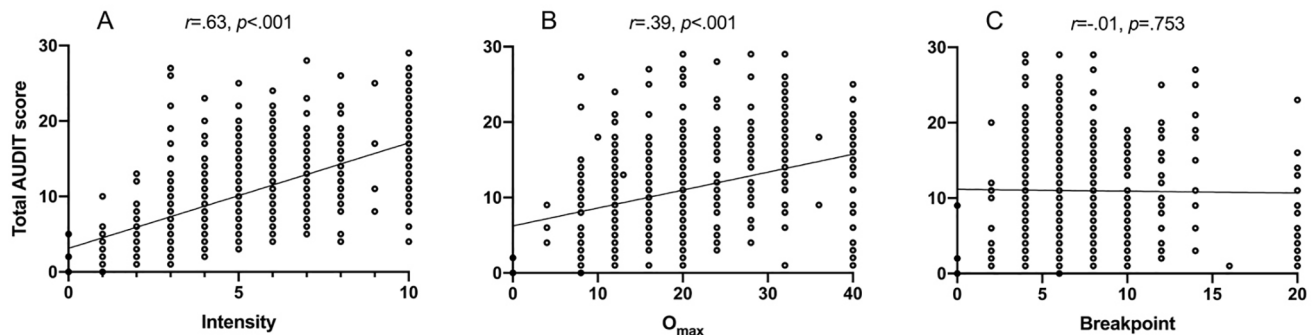 A
r=.63, p<.001
Total AUDIT score
30
20
10
0
0
5
10
Intensity
B
r=.39, p<.001
30
20
10
0
0
10
20
30
40
Omax
C
r=-.01, p=.753
30
20
10
0
0
5
10
15
20
Breakpoint